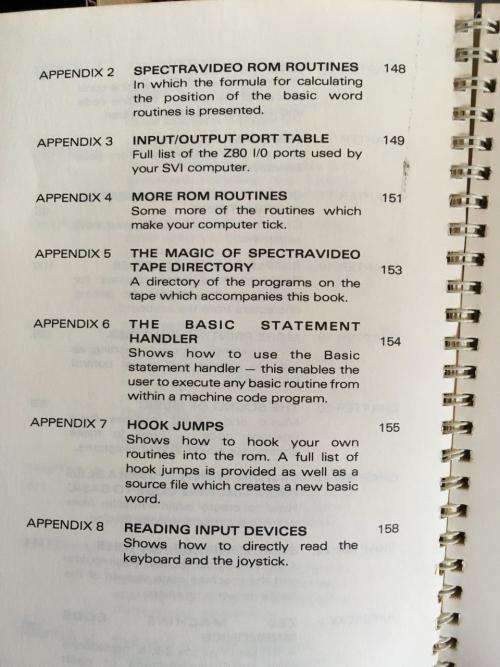 APPENDIX 2 SPECTRAVIDEO ROM ROUTINES 148
In which the formula for calculating
the position of the basic word
routines is presented.
APPENDIX 3 INPUT/OUTPUT PORT TABLE 149
Full list of the Z80 I/0 ports used by
your SVI computer.
APPENDIX 4 MORE ROM ROUTINES 151
Some more of the routines which
make your computer tick.
APPENDIX 5 THE MAGIC OF SPECTRAVIDEO
TAPE DIRECTORY 153
A directory of the programs on the
tape which accompanies this book.
APPENDIX 6 THE BASIC STATEMENT
HANDLER 154
Shows how to use the Basic
statement handler — this enables the
user to execute any basic routine from
within a machine code program.
APPENDIX 7 HOOK JUMPS 155
Shows how to hook your own
routines into the rom. A full list of
hook jumps is provided as well as a
source file which creates a new basic
word.
APPENDIX 8 READING INPUT DEVICES 158
Shows how to directly read the
keyboard and the joystick.